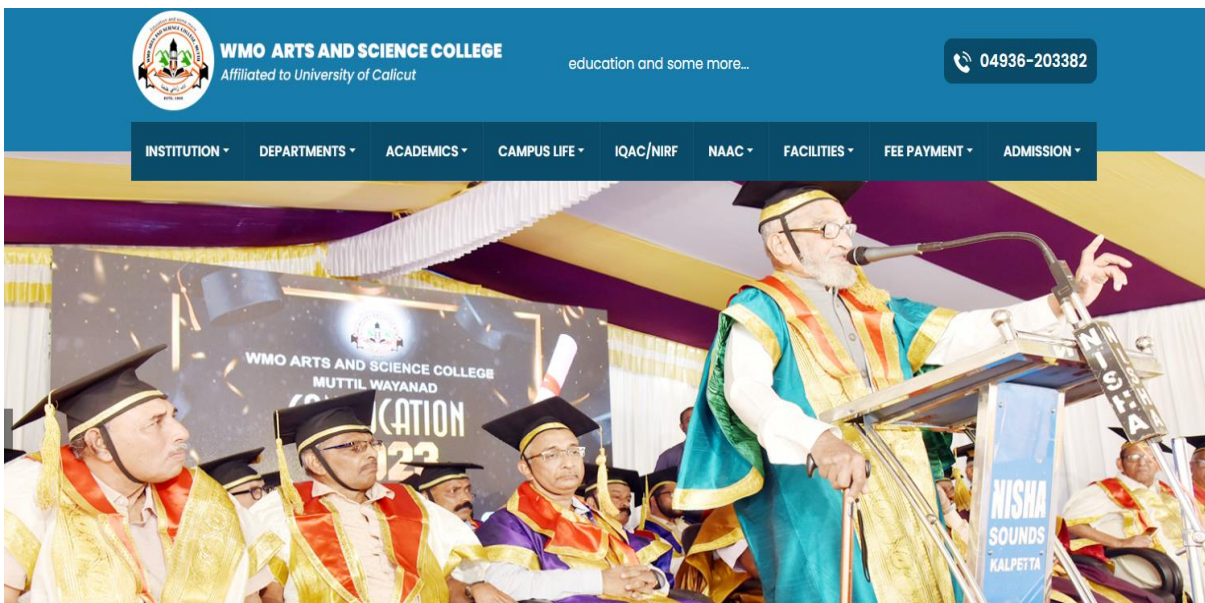 WMO ARTS AND SCIENCE COLLEGE
Affiliated to University of Calicut
education and some more...
04936-203382
INSTITUTION
DEPARTMENTS
ACADEMICS
CAMPUS LIFE
IQAC/NIRF
NAAC
FACILITIES
FEE PAYMENT
ADMISSION
WMO ARTS AND SCIENCE COLLEGE
MUTTIL WAYANAD
NISHA
NISHA
NISHA
SOUNDS
KALPETTA